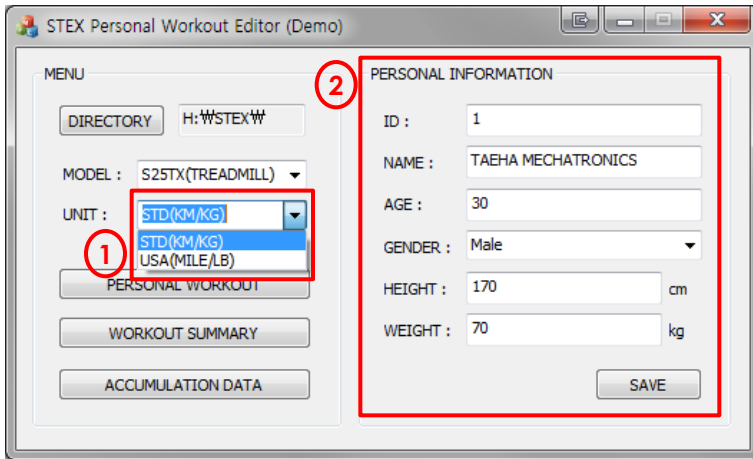 STEX Personal Workout Editor (Demo)
MENU
DIRECTORY
H:₩STEX₩
MODEL :
S25TX(TREADMILL)
UNIT :
STD(KM/KG)
STD(KM/KG)
USA(MILE/LB)
1
PERSONAL WORKOUT
WORKOUT SUMMARY
ACCUMULATION DATA
2
PERSONAL INFORMATION
ID :
1
NAME :
TAEHA MECHATRONICS
AGE :
30
GENDER :
Male
HEIGHT :
170
cm
WEIGHT :
70
kg
SAVE